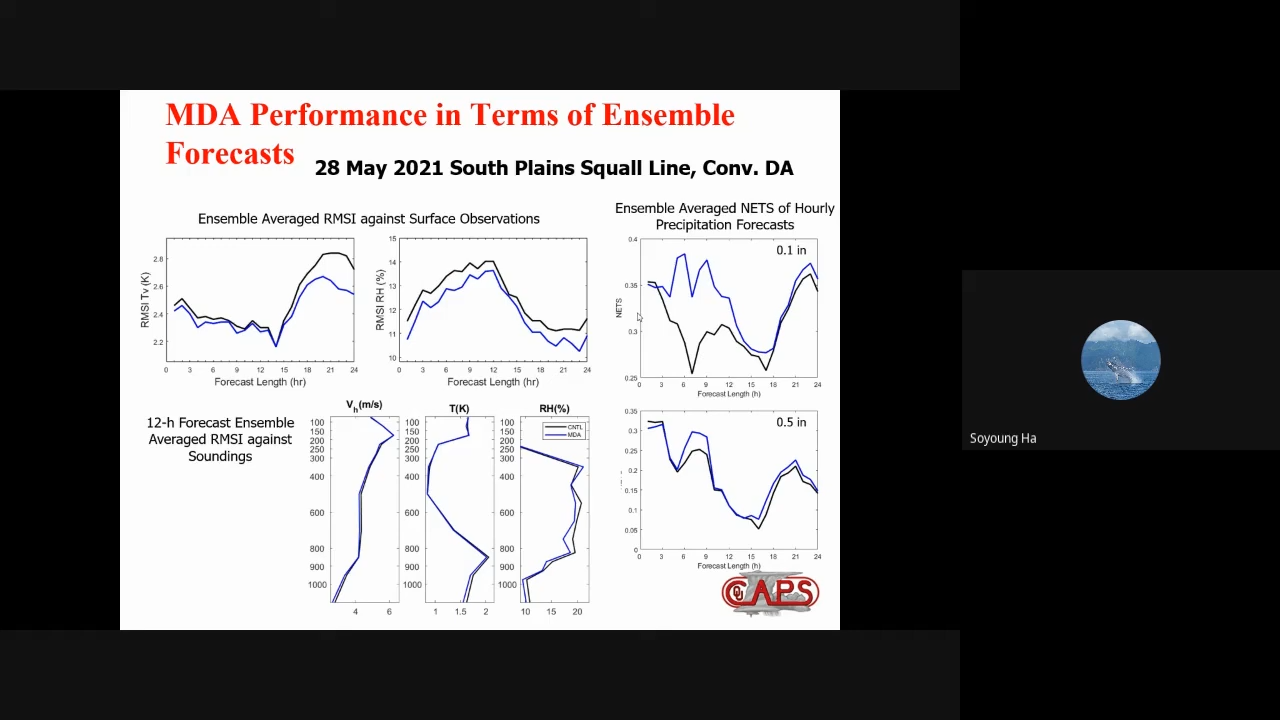 MDA Performance in Terms of Ensemble
Forecasts
28 May 2021 South Plains Squall Line, Conv. DA
Ensemble Averaged RMSI against Surface Observations
RMSI Tv (K)
2.8
2.6
2.4
2.2
0 3 6 9 12 15 18 21 24
Forecast Length (hr)
RMSI RH (%)
15
14
13
12
11
10
0 3 6 9 12 15 18 21 24
Forecast Length (hr)
Ensemble Averaged NETS of Hourly
Precipitation Forecasts
0.1 in
NETS
0.4
0.35
0.3
0.25
0 3 6 9 12 15 18 21 24
Forecast Length (h)
12-h Forecast Ensemble
Averaged RMSI against
Soundings
Vh(m/s)
100
150
200
250
300
400
600
800
900
1000
4 6
T(K)
100
150
200
250
300
400
600
800
900
1000
1 1.5 2
RH(%)
CNTL
MDA
100
150
200
250
300
400
600
800
900
1000
10 15 20
0.5 in
0.35
0.3
0.25
0.2
0.15
0.1
0.05
0
0 3 6 9 12 15 18 21 24
Forecast Length (h)
OU
CAPS
Soyoung Ha